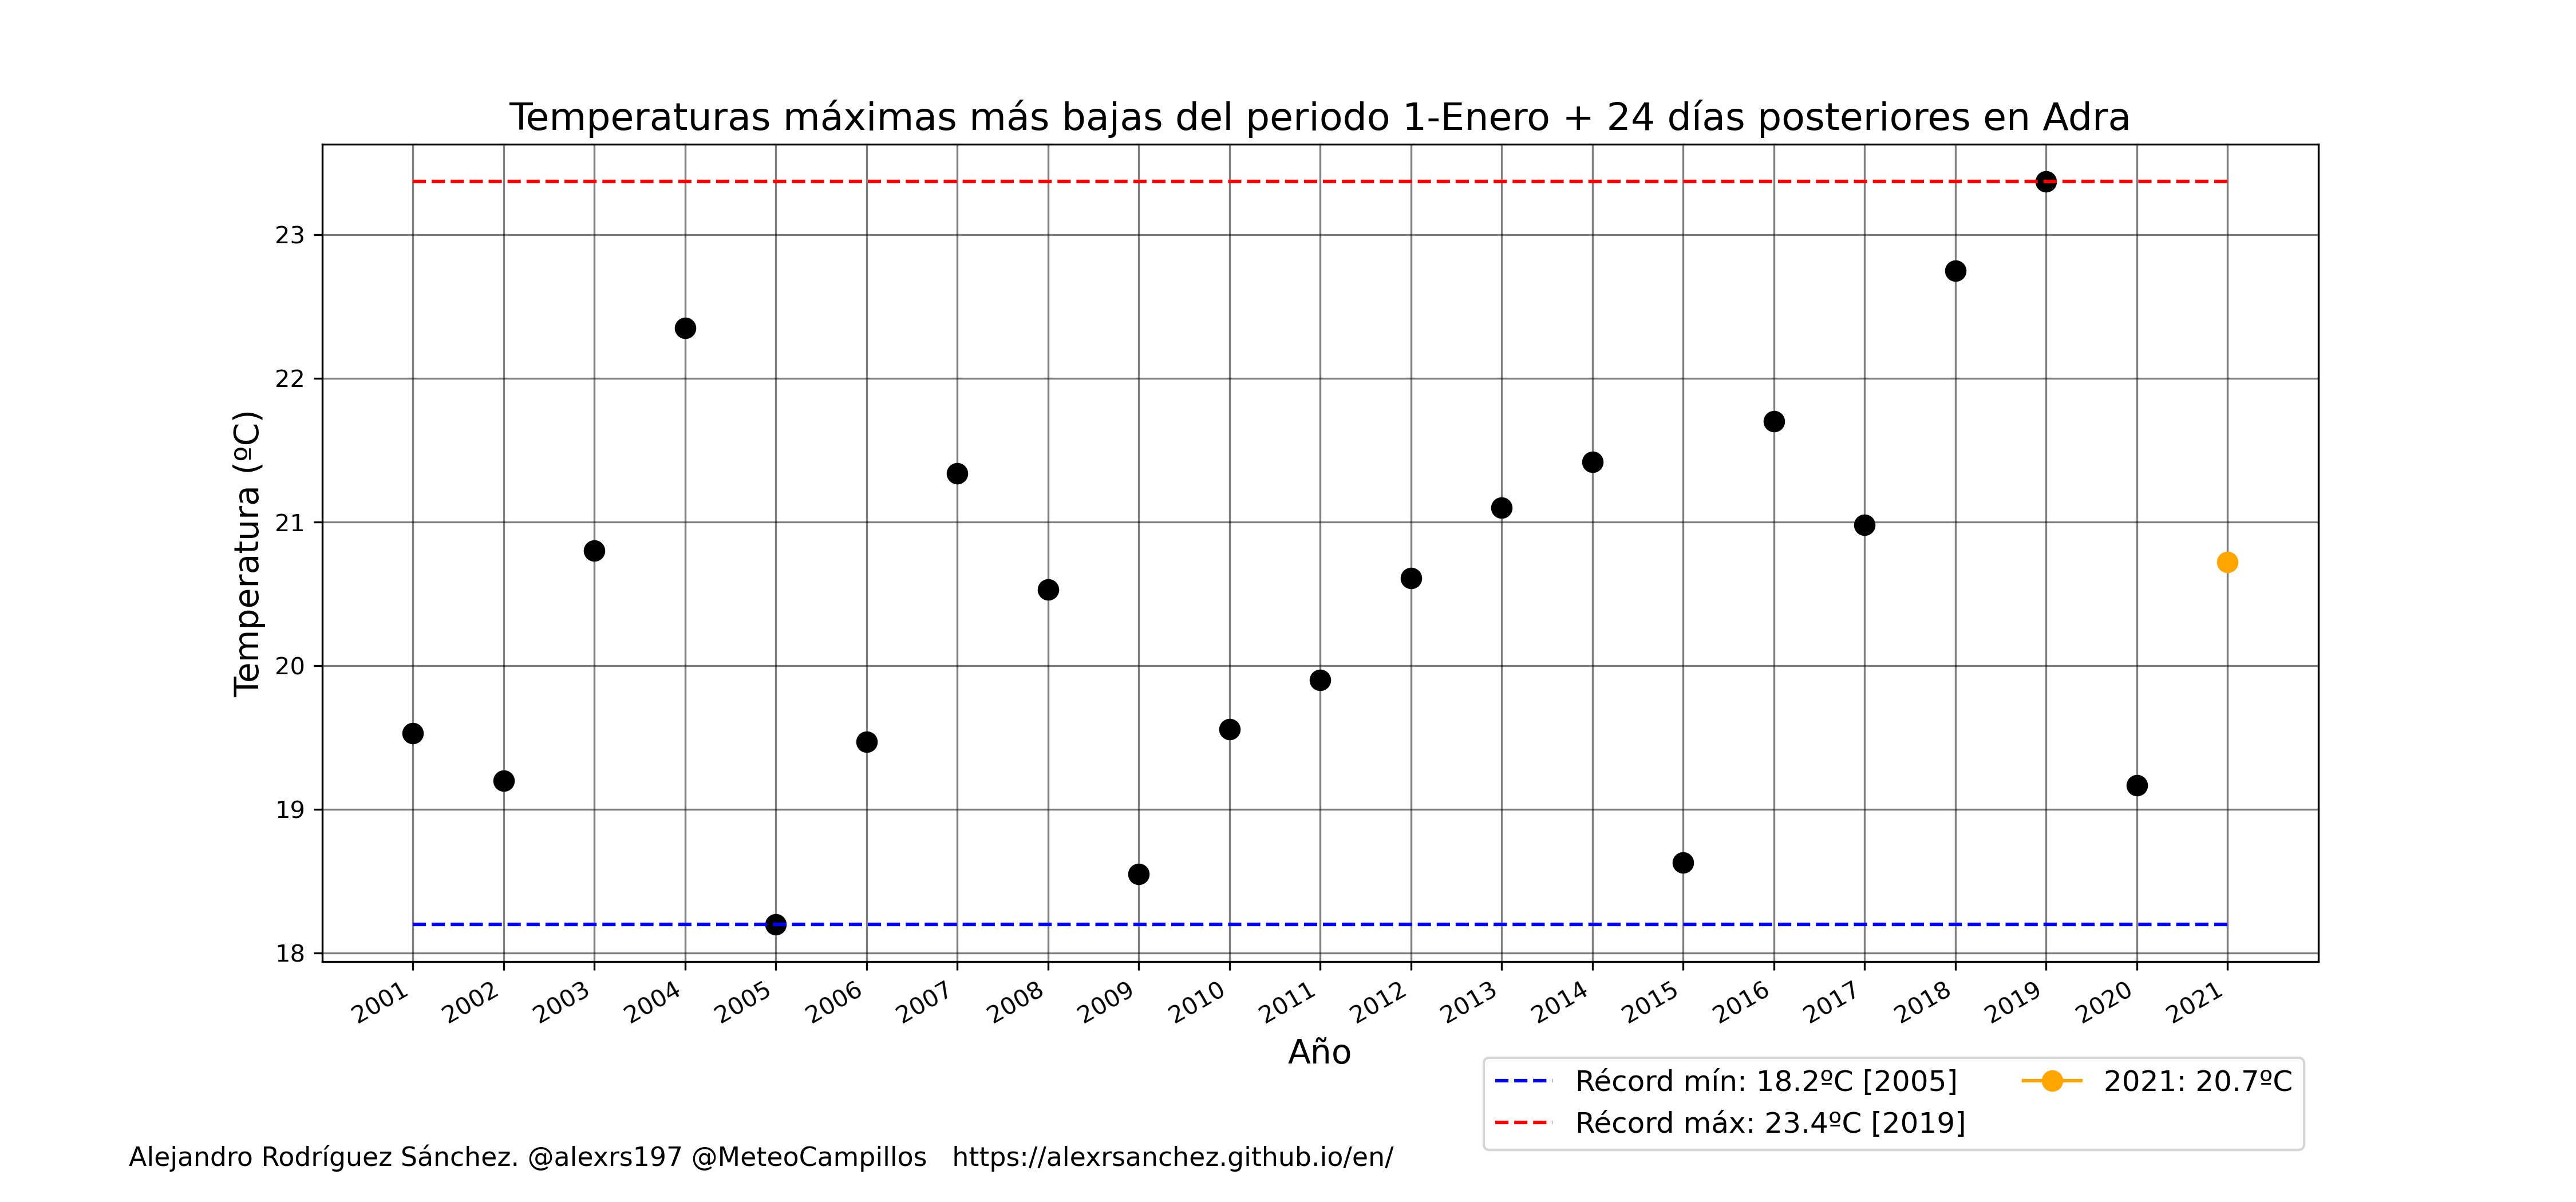 Temperaturas máximas más bajas del periodo 1-Enero + 24 días posteriores en Adra
Temperatura (ºC)
23
22
21
20
19
18
2001 2002 2003 2004 2005 2006 2007 2008 2009 2010 2011 2012 2013 2014 2015 2016 2017 2018 2019 2020 2021
Año
Récord mín: 18.2ºC [2005]
Récord máx: 23.4ºC [2019]
2021: 20.7ºC
Alejandro Rodríguez Sánchez. @alexrs197 @MeteoCampillos https://alexrsanchez.github.io/en/